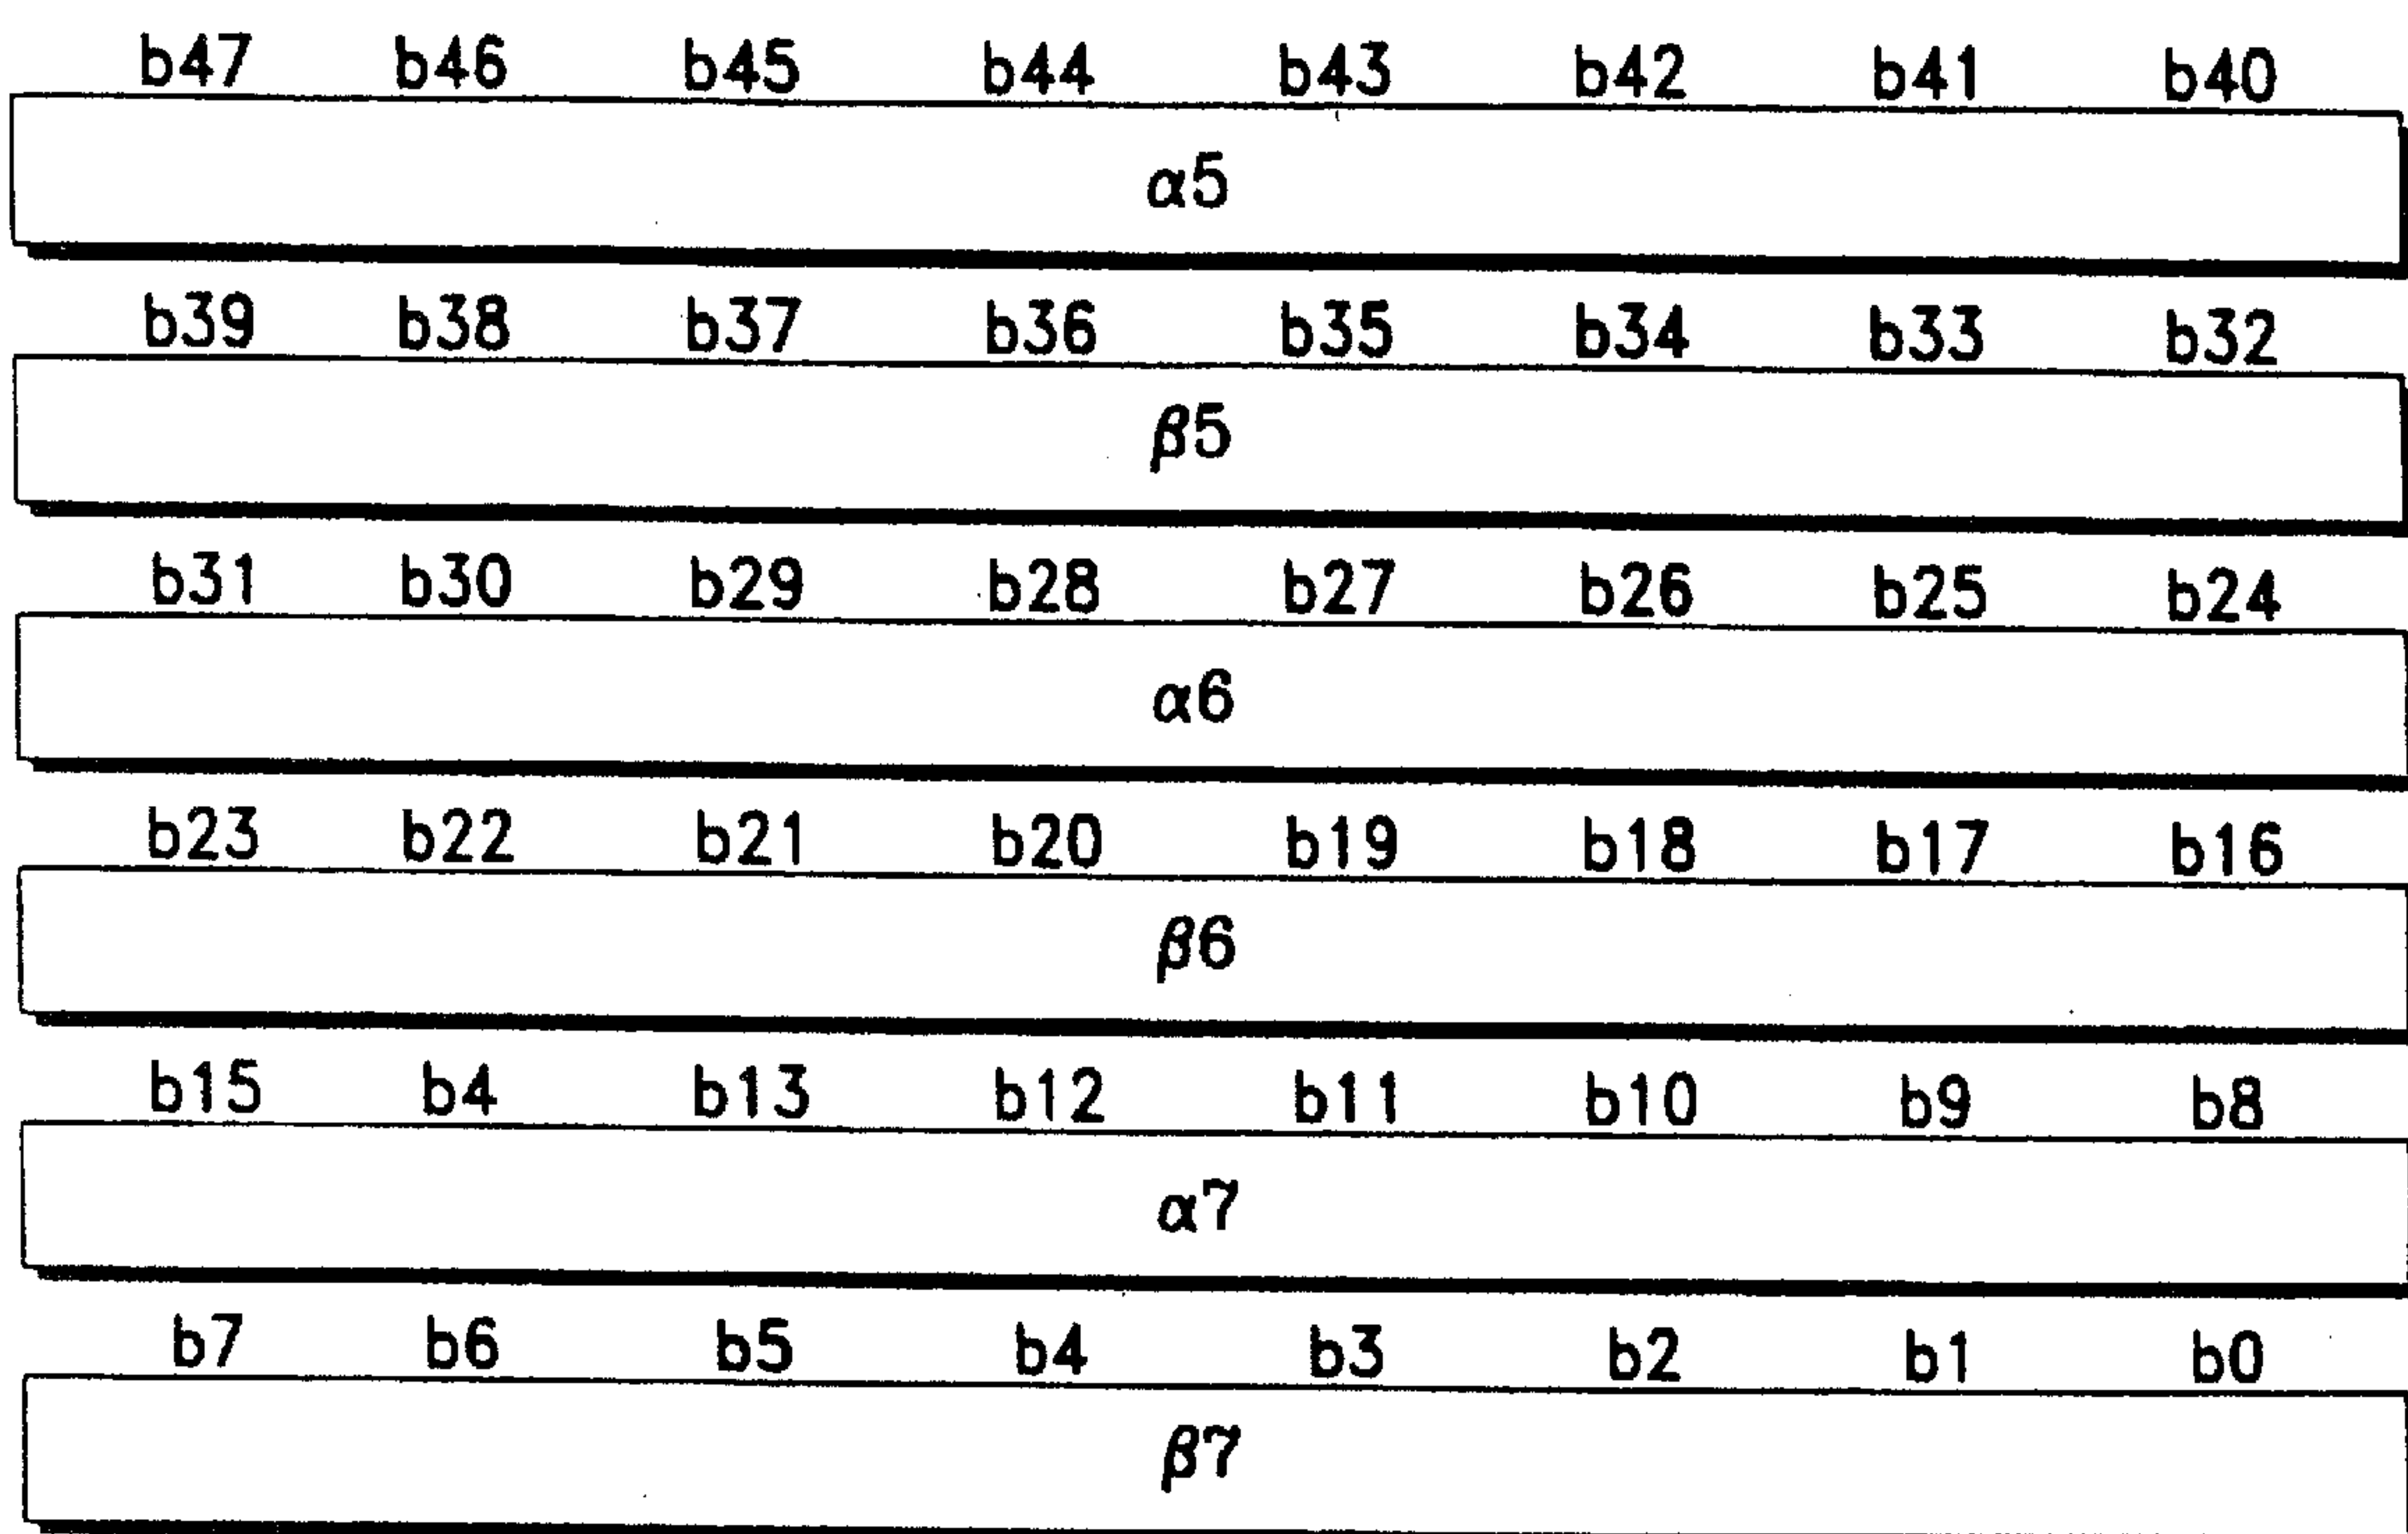 b47 b46 b45 b44 b43 b42 b41 b40
α5
b39 b38 b37 b36 b35 b34 b33 b32
β5
b31 b30 b29 b28 b27 b26 b25 b24
α6
b23 b22 b21 b20 b19 b18 b17 b16
β6
b15 b4 b13 b12 b11 b10 b9 b8
α7
b7 b6 b5 b4 b3 b2 b1 b0
β7